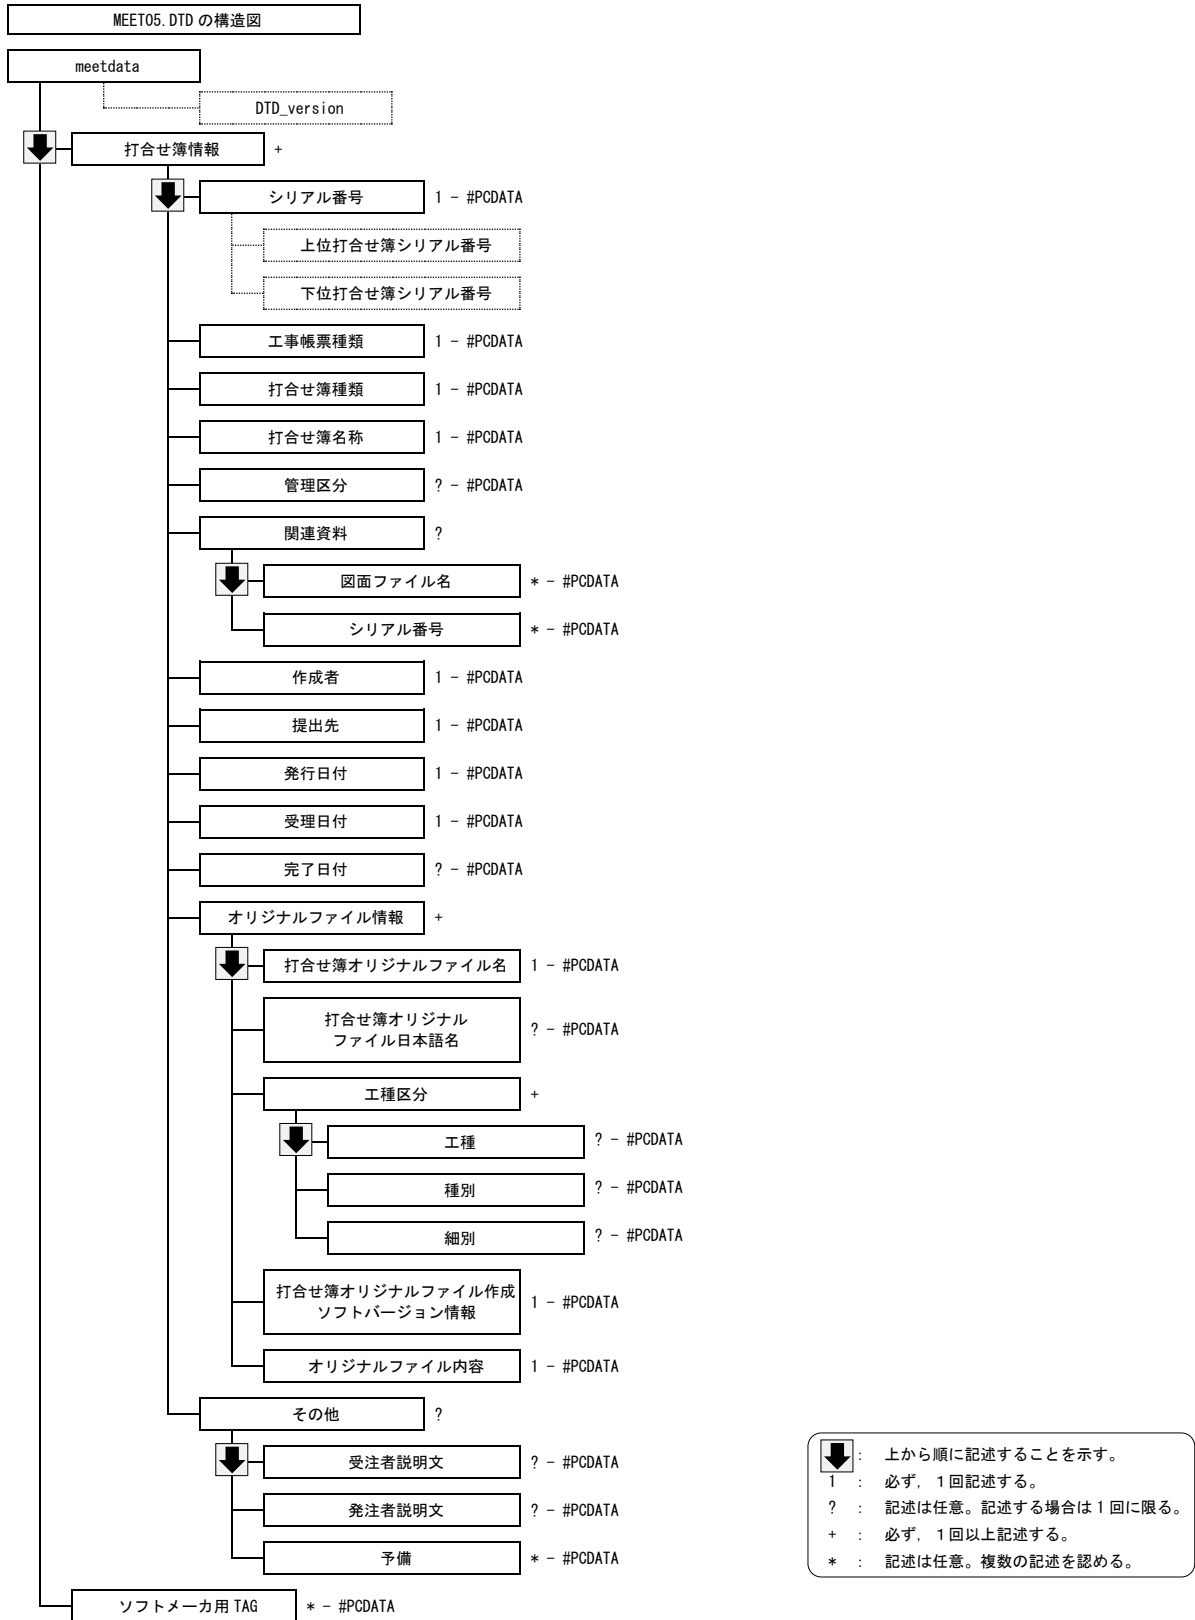 MEET05.DTD の構造図
meetdata
DTD_version
打合せ簿情報 +
シリアル番号 1 - #PCDATA
上位打合せ簿シリアル番号
下位打合せ簿シリアル番号
工事帳票種類 1 - #PCDATA
打合せ簿種類 1 - #PCDATA
打合せ簿名称 1 - #PCDATA
管理区分 ? - #PCDATA
関連資料 ?
図面ファイル名 * - #PCDATA
シリアル番号 * - #PCDATA
作成者 1 - #PCDATA
提出先 1 - #PCDATA
発行日付 1 - #PCDATA
受理日付 1 - #PCDATA
完了日付 ? - #PCDATA
オリジナルファイル情報 +
打合せ簿オリジナルファイル名 1 - #PCDATA
打合せ簿オリジナル
ファイル日本語名 ? - #PCDATA
工種区分 +
工種 ? - #PCDATA
種別 ? - #PCDATA
細別 ? - #PCDATA
打合せ簿オリジナルファイル作成
ソフトバージョン情報 1 - #PCDATA
オリジナルファイル内容 1 - #PCDATA
その他 ?
受注者説明文 ? - #PCDATA
発注者説明文 ? - #PCDATA
予備 * - #PCDATA
ソフトメーカ用 TAG * - #PCDATA
: 上から順に記述することを示す。
1 : 必ず，１回記述する。
? : 記述は任意。記述する場合は１回に限る。
+ : 必ず，１回以上記述する。
* : 記述は任意。複数の記述を認める。